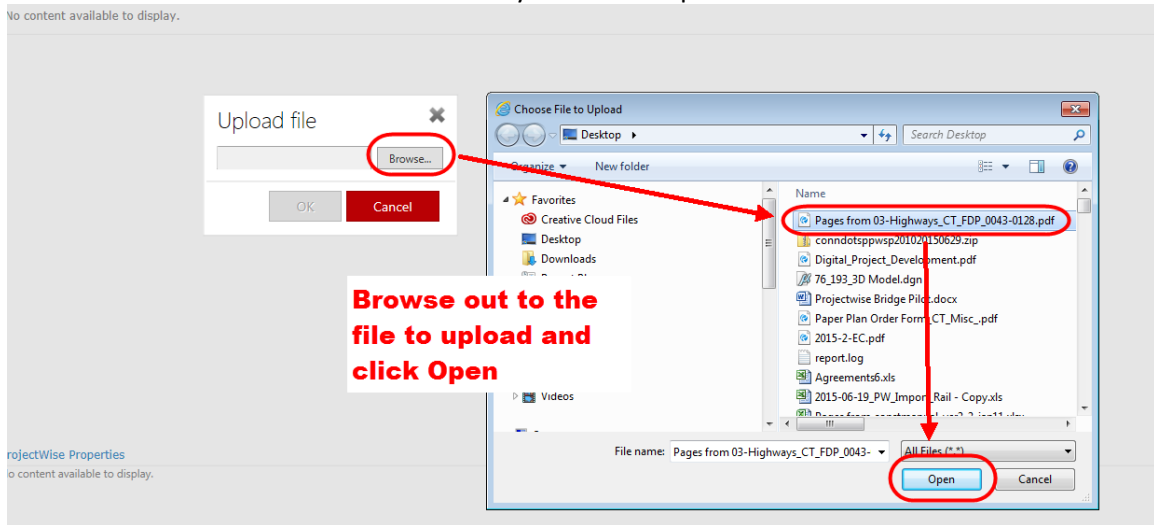 No content available to display.
Upload file
Browse...
OK
Cancel
Browse out to the
file to upload and
click Open
Choose File to Upload
Desktop
Search Desktop
Organize
New folder
Favorites
Creative Cloud Files
Desktop
Downloads
Videos
Name
Pages from 03-Highways_CT_FDP_0043-0128.pdf
conndotsppwsp201020150629.zip
Digital_Project_Development.pdf
76_193_3D Model.dgn
Projectwise Bridge Pilot.docx
Paper Plan Order Form_CT_Misc_.pdf
2015-2-EC.pdf
report.log
Agreements6.xls
2015-06-19_PW_Import_Rail - Copy.xls
File name:
Pages from 03-Highways_CT_FDP_0043-
All Files (*.*)
Open
Cancel
rojectWise Properties
o content available to display.